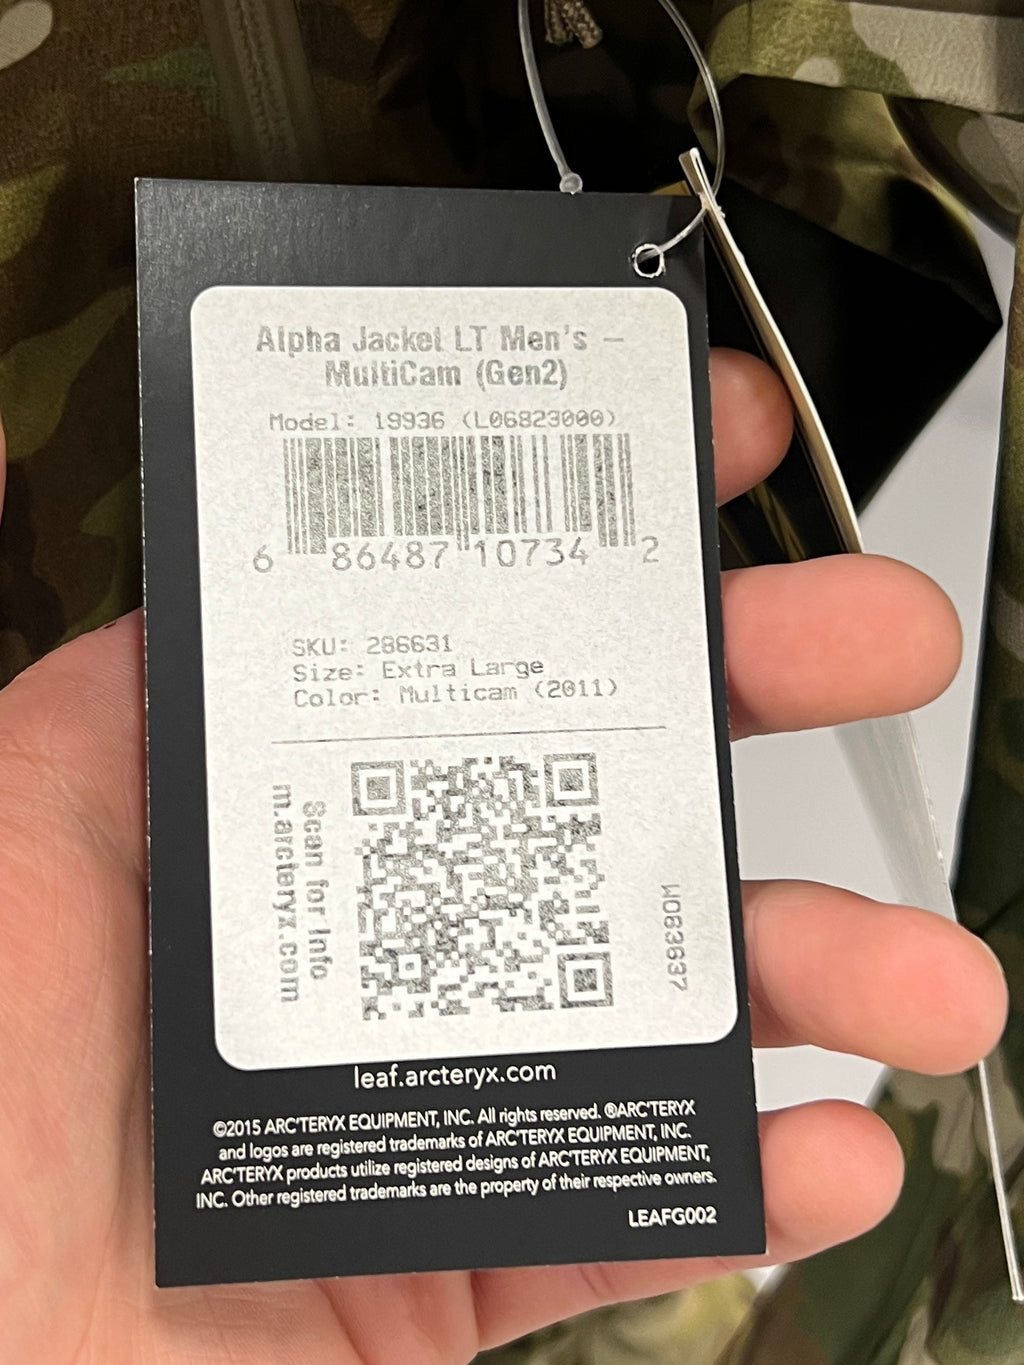 Alpha Jacket LT Men's –
MultiCam (Gen2)
Model: 19936 (L06823000)
6 86487 10734 2
SKU: 286631
Size: Extra Large
Color: Multicam (2011)
Scan for Info
m.arcteryx.com
W063637
leaf.arcteryx.com
©2015 ARC'TERYX EQUIPMENT, INC. All rights reserved. ®ARC'TERYX
and logos are registered trademarks of ARC'TERYX EQUIPMENT, INC.
ARC'TERYX products utilize registered designs of ARC'TERYX EQUIPMENT,
INC. Other registered trademarks are the property of their respective owners.
LEAFG002